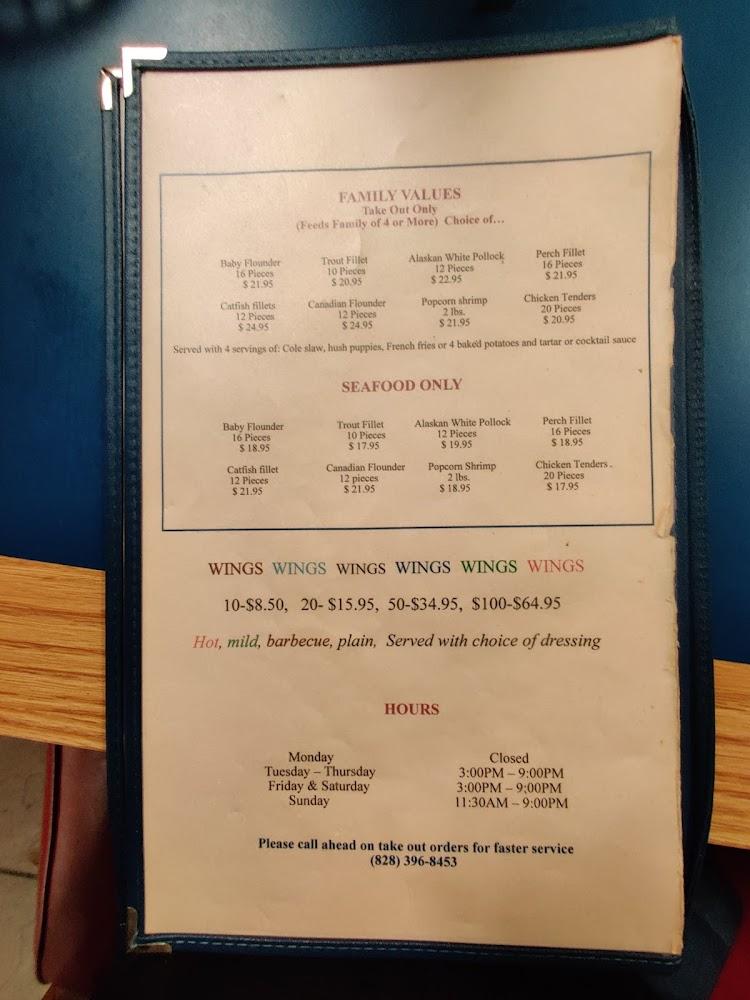 FAMILY VALUES
Take Out Only
(Feeds Family of 4 or More) Choice of...
Baby Flounder
16 Pieces
$ 21.95
Trout Fillet
10 Pieces
$ 20.95
Alaskan White Pollock
12 Pieces
$ 22.95
Perch Fillet
16 Pieces
$ 21.95
Catfish fillets
12 Pieces
$ 24.95
Canadian Flounder
12 Pieces
$ 24.95
Popcorn shrimp
2 lbs.
$ 21.95
Chicken Tenders
20 Pieces
$ 20.95
Served with 4 servings of: Cole slaw, hush puppies, French fries or 4 baked potatoes and tartar or cocktail sauce
SEAFOOD ONLY
Baby Flounder
16 Pieces
$ 18.95
Trout Fillet
10 Pieces
$ 17.95
Alaskan White Pollock
12 Pieces
$ 19.95
Perch Fillet
16 Pieces
$ 18.95
Catfish fillet
12 Pieces
$ 21.95
Canadian Flounder
12 pieces
$ 21.95
Popcorn Shrimp
2 lbs.
$ 18.95
Chicken Tenders.
20 Pieces
$ 17.95
WINGS WINGS WINGS WINGS WINGS WINGS
10-$8.50, 20- $15.95, 50-$34.95, $100-$64.95
Hot, mild, barbecue, plain, Served with choice of dressing
HOURS
Monday Closed
Tuesday – Thursday 3:00PM – 9:00PM
Friday & Saturday 3:00PM – 9:00PM
Sunday 11:30AM – 9:00PM
Please call ahead on take out orders for faster service
(828) 396-8453